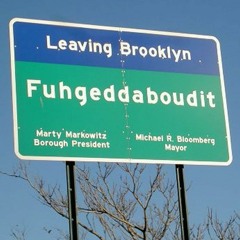 Leaving Brooklyn
Fuhgeddaboudit
Marty Markowitz
Borough President
Michael R. Bloomberg
Mayor